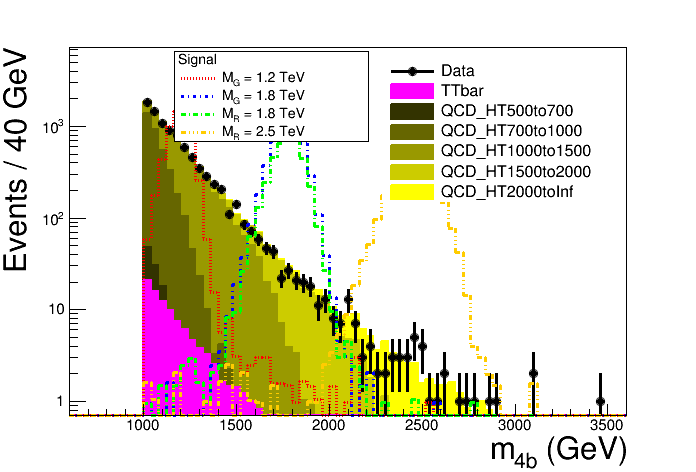 Events / 40 GeV
10³
10²
10
1
Signal
M_G = 1.2 TeV
M_G = 1.8 TeV
M_R = 1.8 TeV
M_R = 2.5 TeV
Data
TTbar
QCD_HT500to700
QCD_HT700to1000
QCD_HT1000to1500
QCD_HT1500to2000
QCD_HT2000toInf
1000 1500 2000 2500 3000 3500
m_4b (GeV)